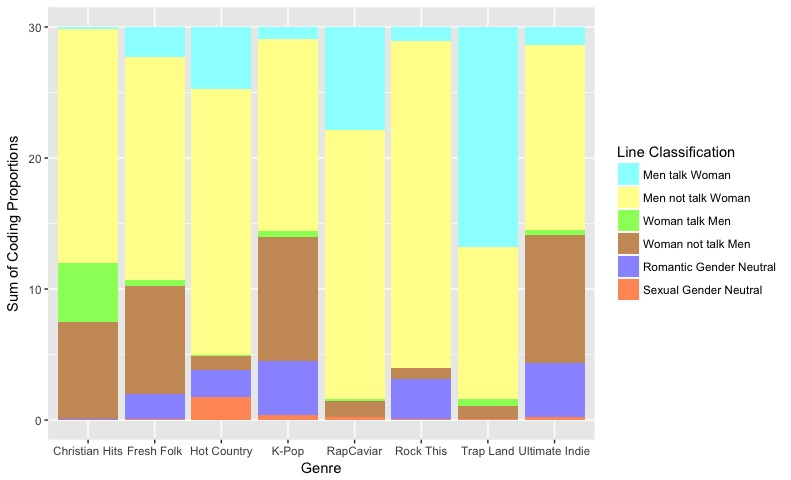 30
20
10
0
Sum of Coding Proportions
Christian Hits Fresh Folk Hot Country K-Pop RapCaviar Rock This Trap Land Ultimate Indie
Genre
Line Classification
Men talk Woman
Men not talk Woman
Woman talk Men
Woman not talk Men
Romantic Gender Neutral
Sexual Gender Neutral